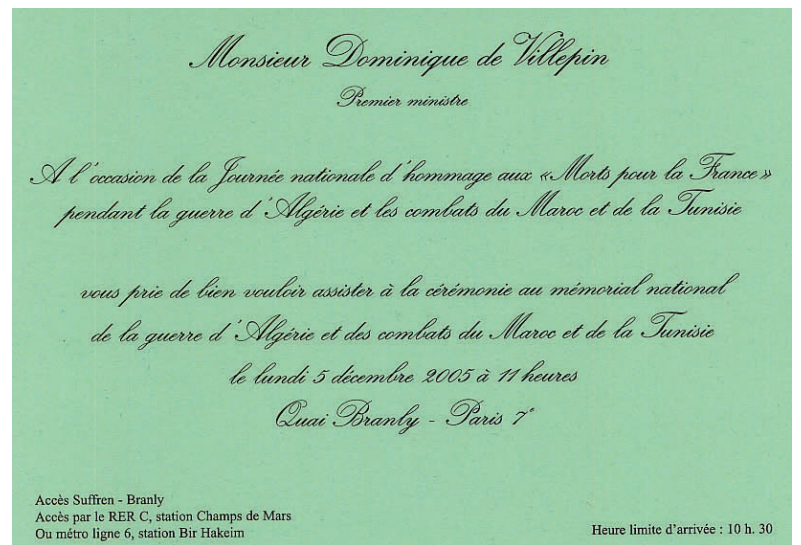 Monsieur Dominique de Villepin
Premier ministre
A l'occasion de la Journée nationale d'hommage aux «Morts pour la France»
pendant la guerre d'Algérie et les combats du Maroc et de la Tunisie
vous prie de bien vouloir assister à la cérémonie au mémorial national
de la guerre d'Algérie et des combats du Maroc et de la Tunisie
le lundi 5 décembre 2005 à 11 heures
Quai Branly - Paris 7e
Accès Suffren - Branly
Accès par le RER C, station Champs de Mars
Ou métro ligne 6, station Bir Hakeim
Heure limite d'arrivée : 10 h. 30